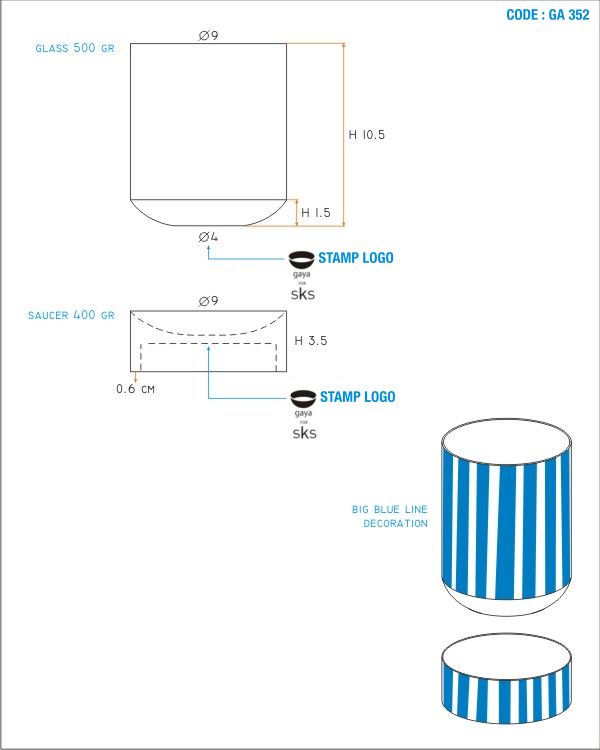 CODE : GA 352
GLASS 500 GR
Ø9
H 10.5
H 1.5
Ø4
STAMP LOGO
gaya
FOR
sks
Ø9
SAUCER 400 GR
H 3.5
0.6 CM
STAMP LOGO
gaya
FOR
sks
BIG BLUE LINE
DECORATION